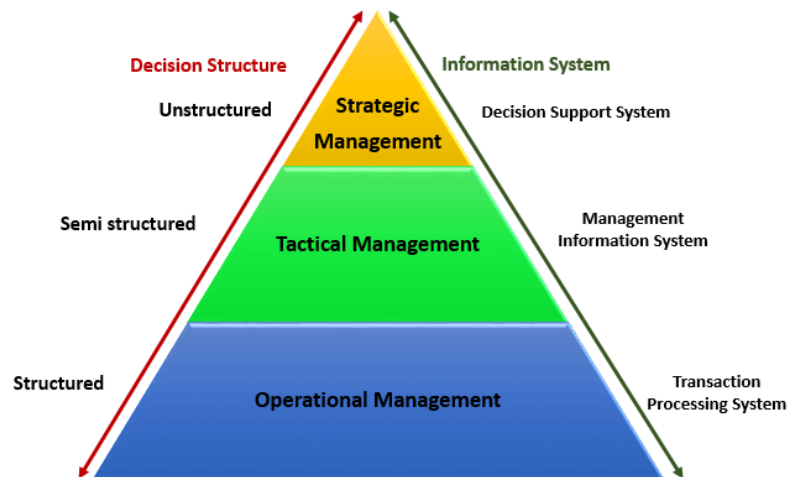 Decision Structure
Information System
Unstructured
Strategic
Management
Decision Support System
Semi structured
Tactical Management
Management
Information System
Structured
Operational Management
Transaction
Processing System